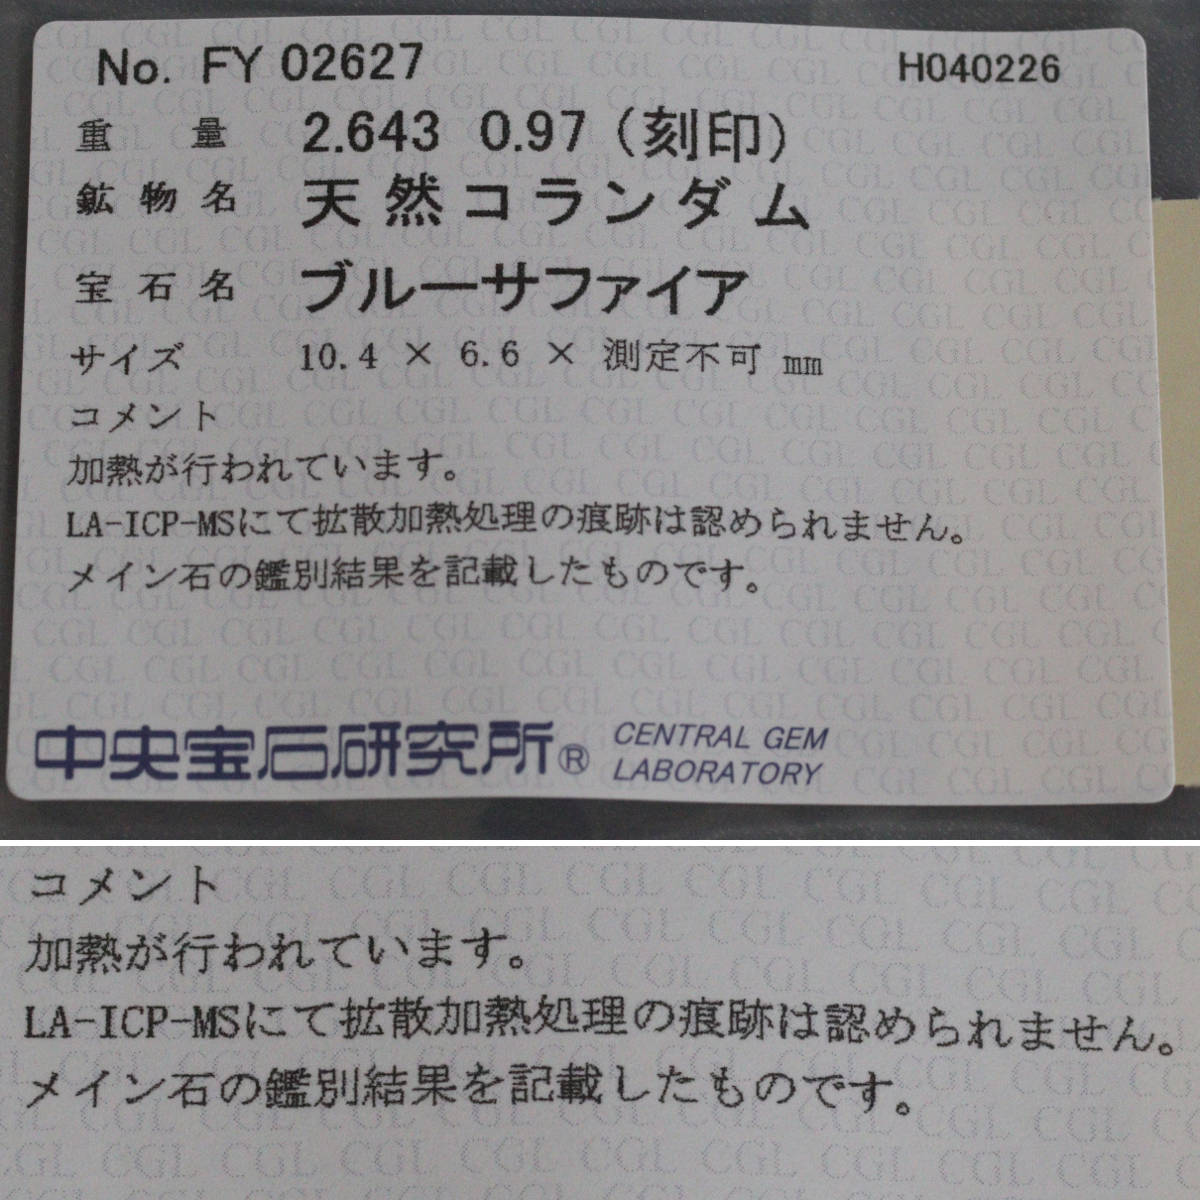 No. FY 02627 H040226
重量 2.643 0.97 (刻印)
鉱物名 天然コランダム
宝石名 ブルーサファイア
サイズ 10.4 × 6.6 × 測定不可 mm
コメント
加熱が行われています。
LA-ICP-MSにて拡散加熱処理の痕跡は認められません。
メイン石の鑑別結果を記載したものです。
中央宝石研究所® CENTRAL GEM
LABORATORY
コメント
加熱が行われています。
LA-ICP-MSにて拡散加熱処理の痕跡は認められません。
メイン石の鑑別結果を記載したものです。